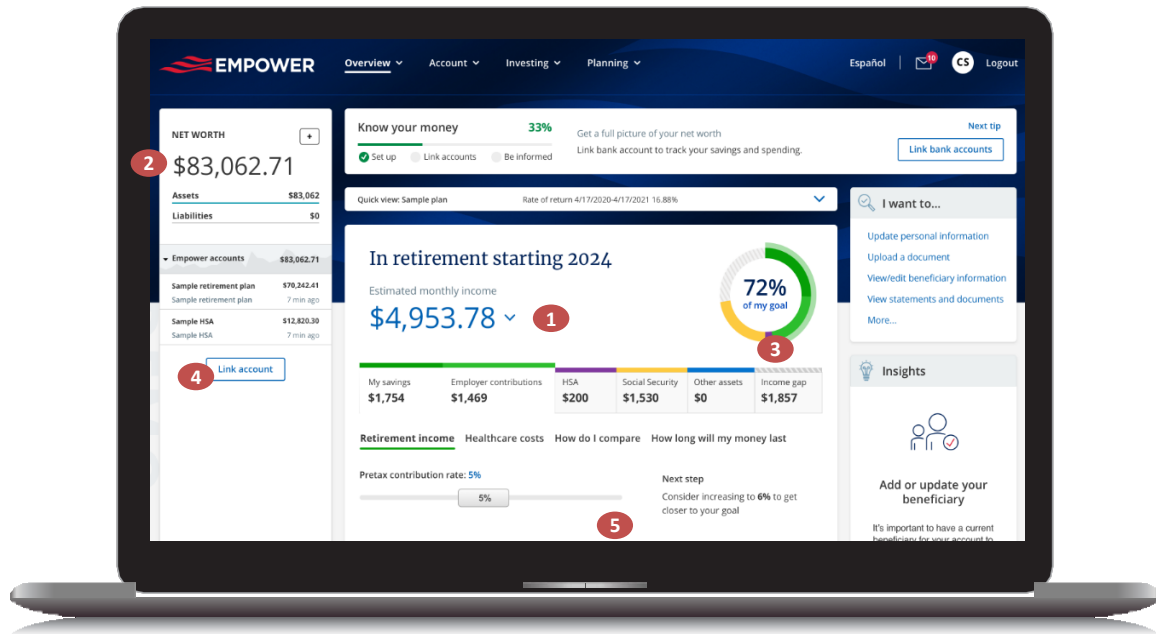 EMPOWER
Overview
Account
Investing
Planning
Español
10
CS
Logout
NET WORTH
+
2
$83,062.71
Assets $83,062
Liabilities $0
Empower accounts $83,062.71
Sample retirement plan $70,242.41
Sample retirement plan 7 min ago
Sample HSA $12,820.30
Sample HSA 7 min ago
4
Link account
Know your money 33%
Set up Link accounts Be informed
Get a full picture of your net worth
Link bank account to track your savings and spending.
Next tip
Link bank accounts
Quick view: Sample plan Rate of return 4/17/2020-4/17/2021 16.88%
In retirement starting 2024
Estimated monthly income
$4,953.78
1
72%
of my goal
3
My savings
$1,754
Employer contributions
$1,469
HSA
$200
Social Security
$1,530
Other assets
$0
Income gap
$1,857
Retirement income Healthcare costs How do I compare How long will my money last
Pretax contribution rate: 5%
5%
Next step
Consider increasing to 6% to get
closer to your goal
5
I want to...
Update personal information
Upload a document
View/edit beneficiary information
View statements and documents
More...
Insights
Add or update your
beneficiary
It's important to have a current
beneficiary for your account to